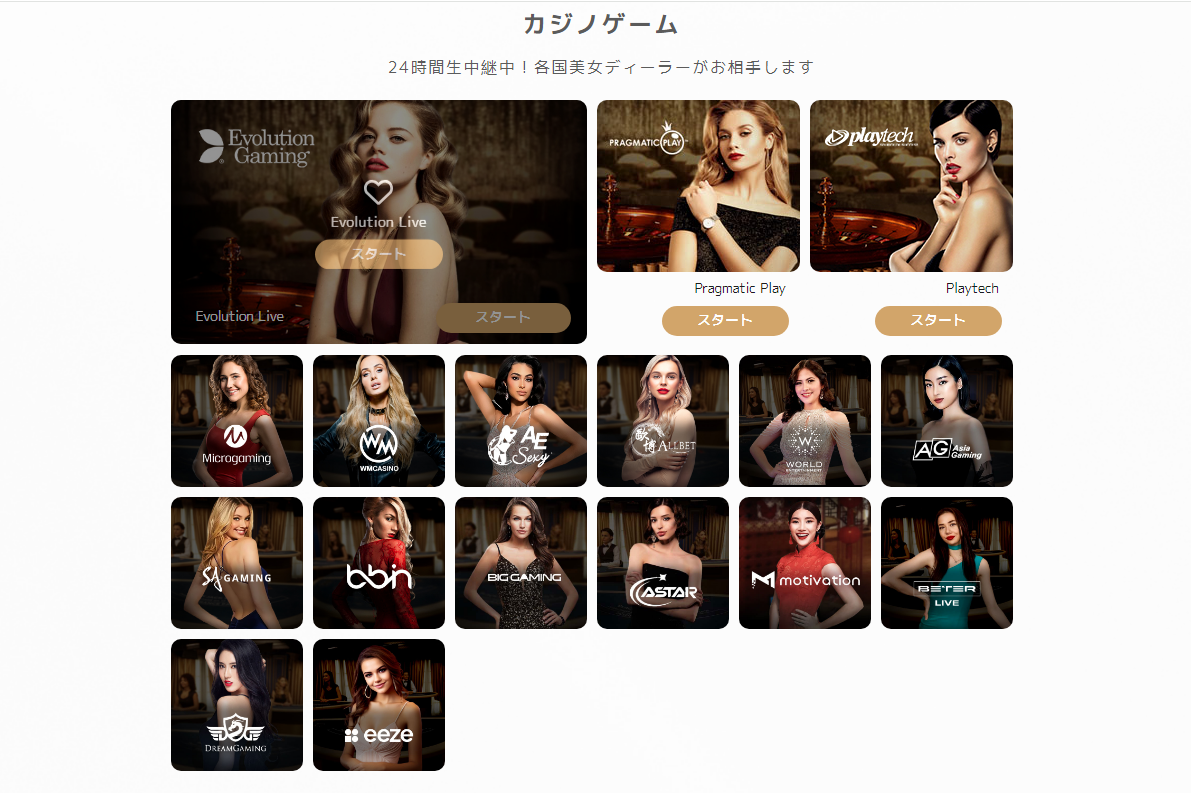 カジノゲーム
24時間生中継中！各国美女ディーラーがお相手します
Evolution
Gaming
Evolution Live
スタート
Evolution Live
スタート
PRAGMATIC PLAY
Pragmatic Play
スタート
playtech
Playtech
スタート
Microgaming
WM
WMCASINO
AE
Sexy
歐博 ALLBET
W
WORLD
ENTERTAINMENT
AG Asia
Gaming
SA GAMING
bbin
BIG GAMING
ASTAR
M motivation
BETER
LIVE
DG
DREAMGAMING
eeze